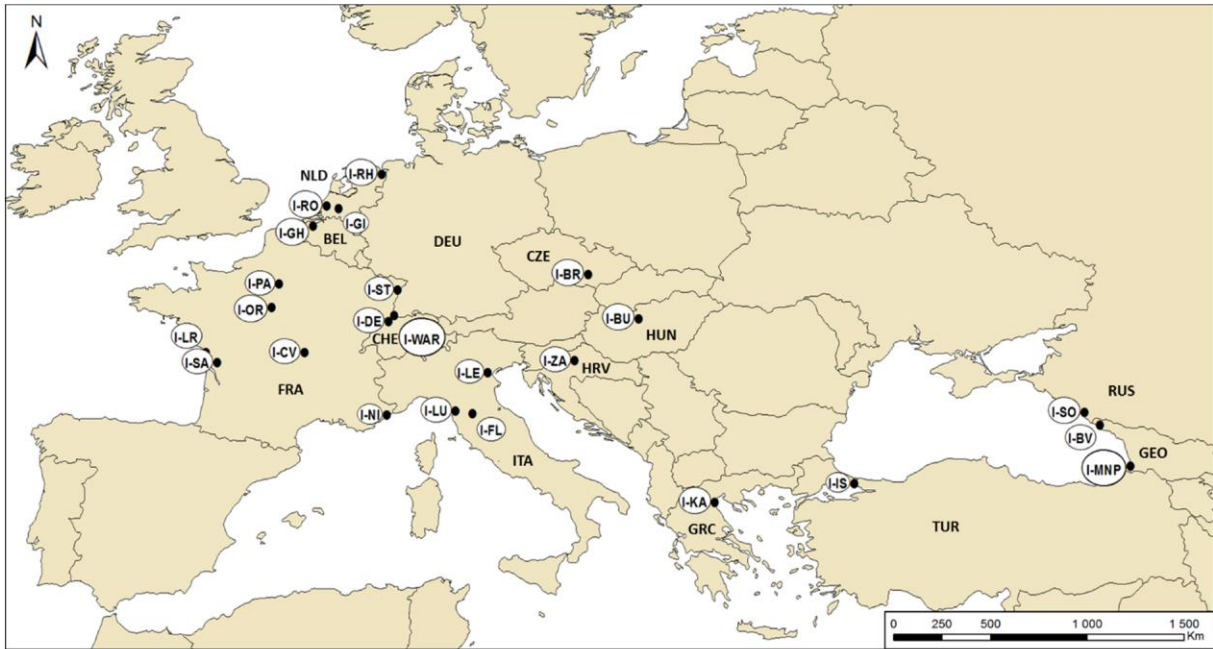 N
NLD
I-RH
I-RO
I-GI
I-GH
BEL
DEU
CZE
I-BR
I-PA
I-ST
I-OR
I-DE
I-BU
CHE
I-WAR
HUN
I-LR
I-SA
I-CV
I-ZA
HRV
I-LE
FRA
RUS
I-NI
I-LU
I-FL
I-SO
I-BV
GEO
ITA
I-MNP
I-IS
I-KA
GRC
TUR
0 250 500 1 000 1 500
Km